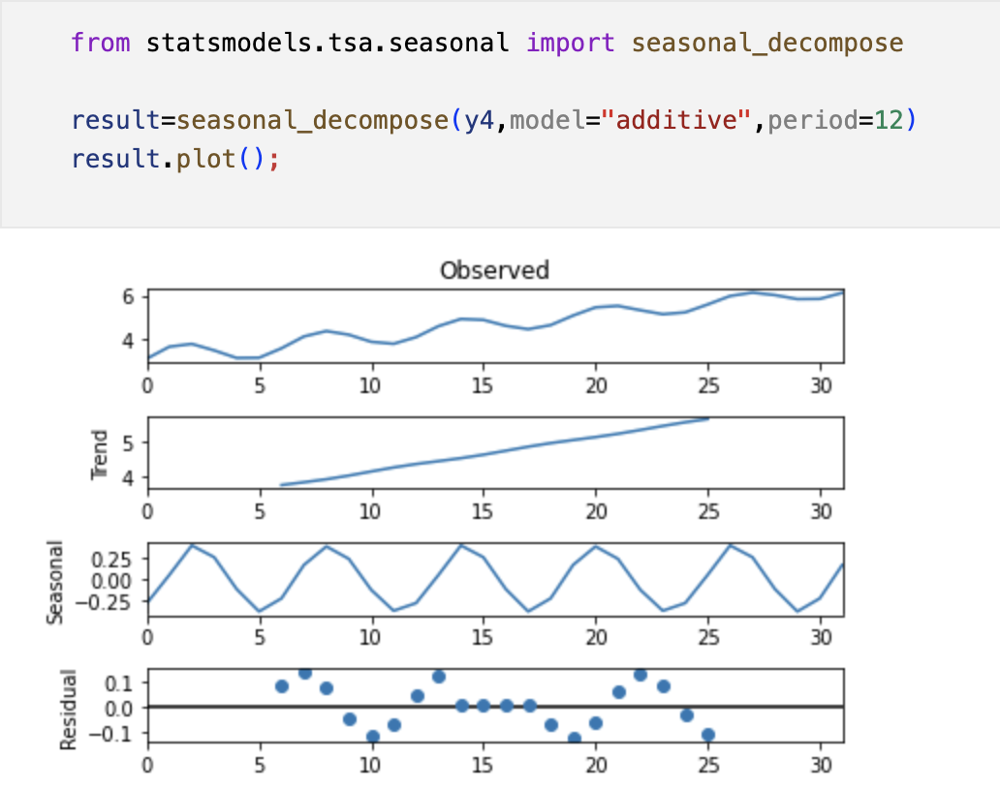 from statsmodels.tsa.seasonal import seasonal_decompose
result=seasonal_decompose(y4,model="additive",period=12)
result.plot();
Observed
6
4
0 5 10 15 20 25 30
Trend
5
4
0 5 10 15 20 25 30
Seasonal
0.25
0.00
−0.25
0 5 10 15 20 25 30
Residual
0.1
0.0
−0.1
0 5 10 15 20 25 30